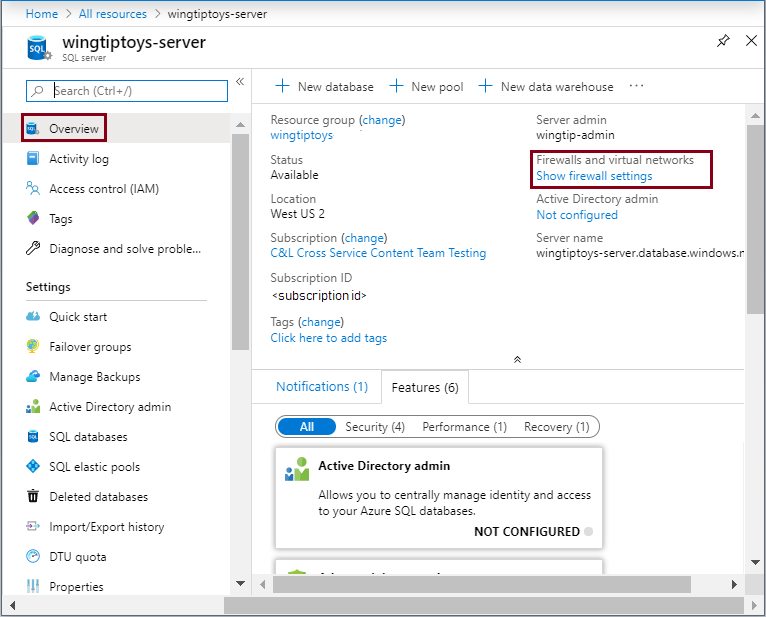 Home > All resources > wingtiptoys-server
wingtiptoys-server
SQL server
Search (Ctrl+/)
Overview
Activity log
Access control (IAM)
Tags
Diagnose and solve proble...
Settings
Quick start
Failover groups
Manage Backups
Active Directory admin
SQL databases
SQL elastic pools
Deleted databases
Import/Export history
DTU quota
Properties
New database
New pool
New data warehouse
Resource group (change)
wingtiptoys
Status
Available
Location
West US 2
Subscription (change)
C&L Cross Service Content Team Testing
Subscription ID
<subscription id>
Tags (change)
Click here to add tags
Server admin
wingtip-admin
Firewalls and virtual networks
Show firewall settings
Active Directory admin
Not configured
Server name
wingtiptoys-server.database.windows.n
Notifications (1)
Features (6)
All
Security (4)
Performance (1)
Recovery (1)
Active Directory admin
Allows you to centrally manage identity and access
to your Azure SQL databases.
NOT CONFIGURED